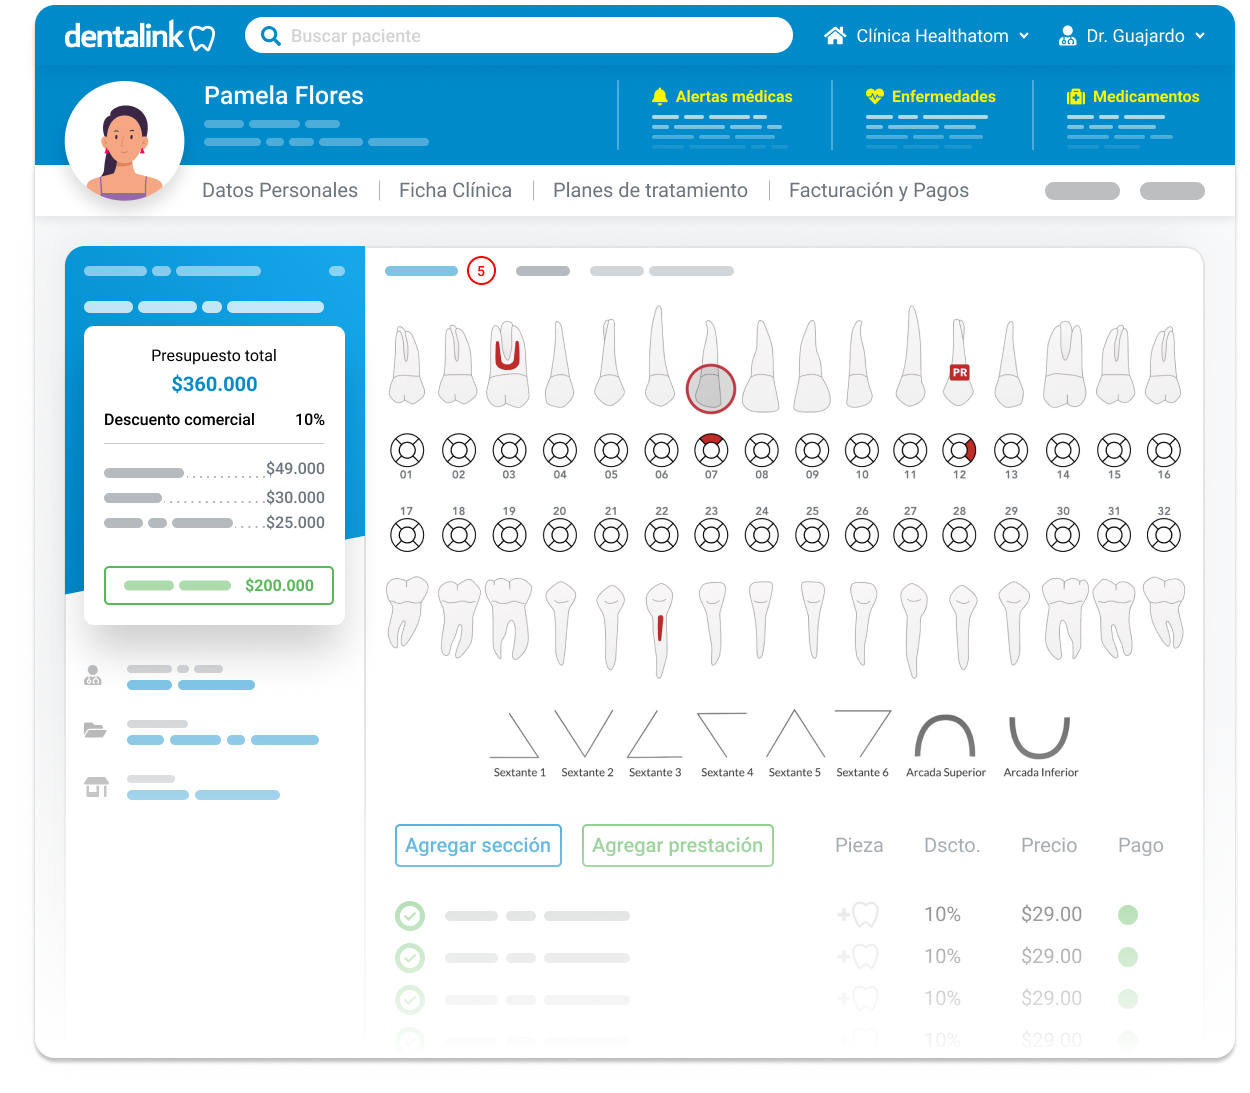 dentalink
Buscar paciente
Clínica Healthatom
Dr. Guajardo
Pamela Flores
Alertas médicas
Enfermedades
Medicamentos
Datos Personales
Ficha Clínica
Planes de tratamiento
Facturación y Pagos
Presupuesto total
$360.000
Descuento comercial 10%
$49.000
$30.000
$25.000
$200.000
5
PR
01 02 03 04 05 06 07 08 09 10 11 12 13 14 15 16
17 18 19 20 21 22 23 24 25 26 27 28 29 30 31 32
Sextante 1 Sextante 2 Sextante 3 Sextante 4 Sextante 5 Sextante 6 Arcada Superior Arcada Inferior
Agregar sección Agregar prestación Pieza Dscto. Precio Pago
10% $29.00
10% $29.00
10% $29.00
10% $29.00